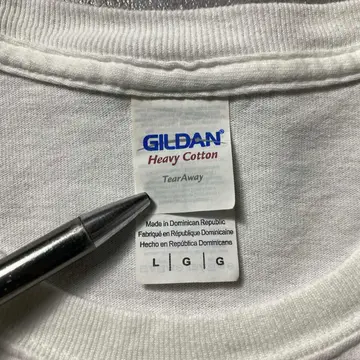 GILDAN®
Heavy Cotton
TearAway
Made in Dominican Republic
Fabriqué en République Dominicaine
Hecho en República Dominicana
L | G | G